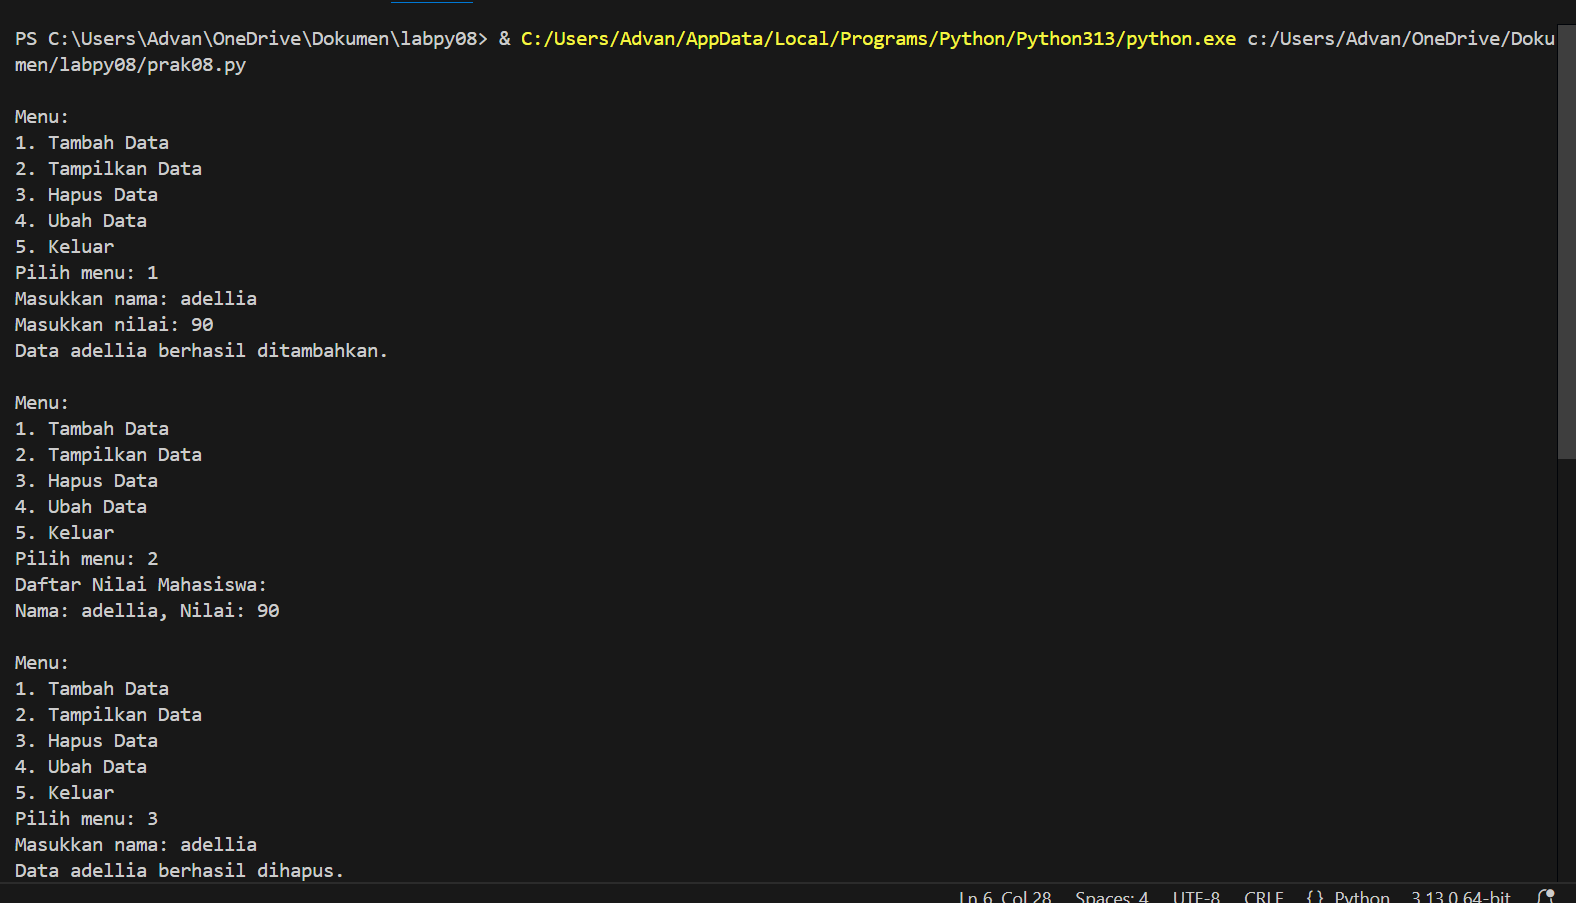 PS C:\Users\Advan\OneDrive\Dokumen\labpy08> & C:/Users/Advan/AppData/Local/Programs/Python/Python313/python.exe c:/Users/Advan/OneDrive/Doku
men/labpy08/prak08.py
Menu:
1. Tambah Data
2. Tampilkan Data
3. Hapus Data
4. Ubah Data
5. Keluar
Pilih menu: 1
Masukkan nama: adellia
Masukkan nilai: 90
Data adellia berhasil ditambahkan.
Menu:
1. Tambah Data
2. Tampilkan Data
3. Hapus Data
4. Ubah Data
5. Keluar
Pilih menu: 2
Daftar Nilai Mahasiswa:
Nama: adellia, Nilai: 90
Menu:
1. Tambah Data
2. Tampilkan Data
3. Hapus Data
4. Ubah Data
5. Keluar
Pilih menu: 3
Masukkan nama: adellia
Data adellia berhasil dihapus.
Ln 6, Col 28 Spaces: 4 UTF-8 CRLF {} Python 3.13.0 64-bit